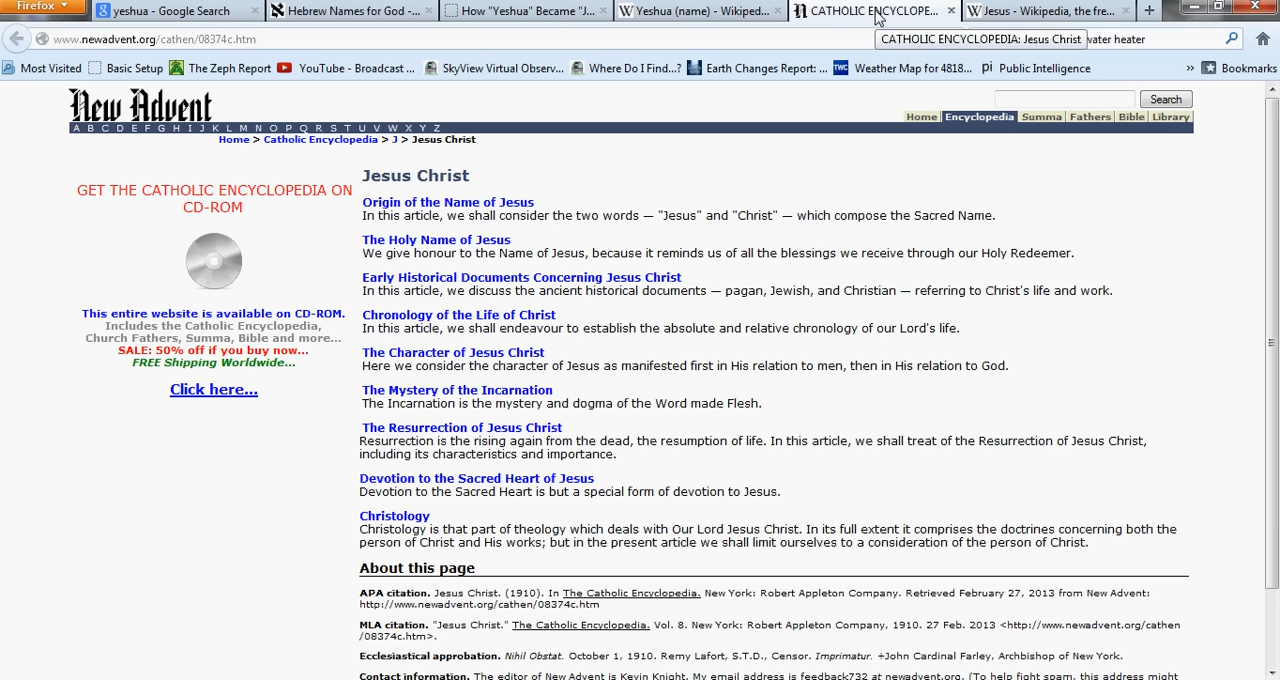 Firefox
yeshua - Google Search
Hebrew Names for God -...
How "Yeshua" Became "J...
Yeshua (name) - Wikiped...
CATHOLIC ENCYCLOPE...
Jesus - Wikipedia, the fre...
www.newadvent.org/cathen/08374c.htm
CATHOLIC ENCYCLOPEDIA: Jesus Christ
water heater
Most Visited
Basic Setup
The Zeph Report
YouTube - Broadcast ...
SkyView Virtual Observ...
Where Do I Find...?
Earth Changes Report: ...
TWC
Weather Map for 4818...
pi
Public Intelligence
»
Bookmarks
New Advent
Search
A B C D E F G H I J K L M N O P Q R S T U V W X Y Z
Home Encyclopedia Summa Fathers Bible Library
Home > Catholic Encyclopedia > J > Jesus Christ
GET THE CATHOLIC ENCYCLOPEDIA ON
CD-ROM
This entire website is available on CD-ROM.
Includes the Catholic Encyclopedia,
Church Fathers, Summa, Bible and more...
SALE: 50% off if you buy now...
FREE Shipping Worldwide...
Click here...
Jesus Christ
Origin of the Name of Jesus
In this article, we shall consider the two words — "Jesus" and "Christ" — which compose the Sacred Name.
The Holy Name of Jesus
We give honour to the Name of Jesus, because it reminds us of all the blessings we receive through our Holy Redeemer.
Early Historical Documents Concerning Jesus Christ
In this article, we discuss the ancient historical documents — pagan, Jewish, and Christian — referring to Christ's life and work.
Chronology of the Life of Christ
In this article, we shall endeavour to establish the absolute and relative chronology of our Lord's life.
The Character of Jesus Christ
Here we consider the character of Jesus as manifested first in His relation to men, then in His relation to God.
The Mystery of the Incarnation
The Incarnation is the mystery and dogma of the Word made Flesh.
The Resurrection of Jesus Christ
Resurrection is the rising again from the dead, the resumption of life. In this article, we shall treat of the Resurrection of Jesus Christ,
including its characteristics and importance.
Devotion to the Sacred Heart of Jesus
Devotion to the Sacred Heart is but a special form of devotion to Jesus.
Christology
Christology is that part of theology which deals with Our Lord Jesus Christ. In its full extent it comprises the doctrines concerning both the
person of Christ and His works; but in the present article we shall limit ourselves to a consideration of the person of Christ.
About this page
APA citation. Jesus Christ. (1910). In The Catholic Encyclopedia. New York: Robert Appleton Company. Retrieved February 27, 2013 from New Advent:
http://www.newadvent.org/cathen/08374c.htm
MLA citation. "Jesus Christ." The Catholic Encyclopedia. Vol. 8. New York: Robert Appleton Company, 1910. 27 Feb. 2013 <http://www.newadvent.org/cathen
/08374c.htm>.
Ecclesiastical approbation. Nihil Obstat. October 1, 1910. Remy Lafort, S.T.D., Censor. Imprimatur. +John Cardinal Farley, Archbishop of New York.
Contact information. The editor of New Advent is Kevin Knight. My email address is feedback732 at newadvent.org. (To help fight spam, this address might